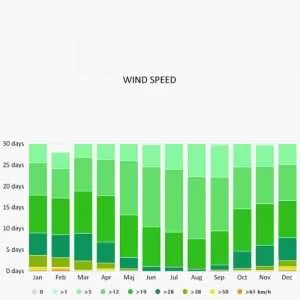 WIND SPEED
30 days
25 days
20 days
15 days
10 days
5 days
0 days
Jan Feb Mar Apr May Jun Jul Aug Sep Oct Nov Dec
0 >1 >5 >12 >19 >28 >38 >50 >61 km/h